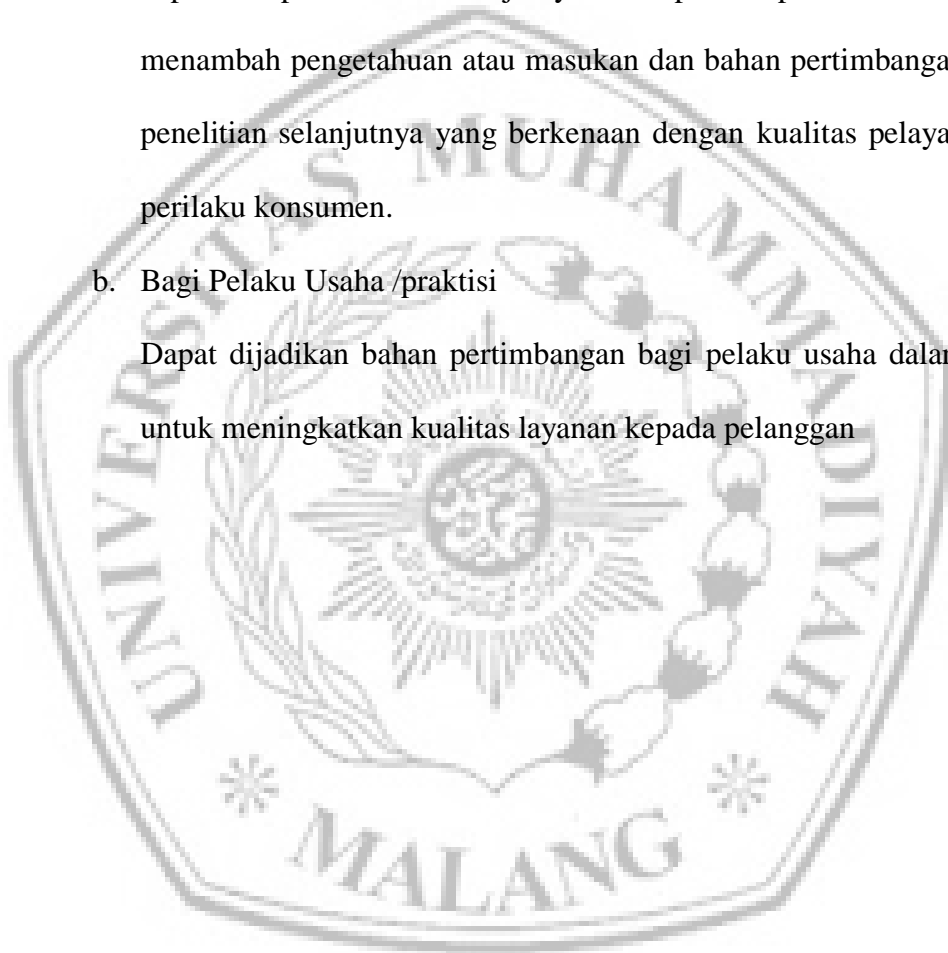 menambah pengetahuan atau masukan dan bahan pertimbanga
penelitian selanjutnya yang berkenaan dengan kualitas pelaya
perilaku konsumen.
b. Bagi Pelaku Usaha /praktisi
Dapat dijadikan bahan pertimbangan bagi pelaku usaha dalam
untuk meningkatkan kualitas layanan kepada pelanggan
UNIVERSITAS MUHAMMADIYAH
MALANG